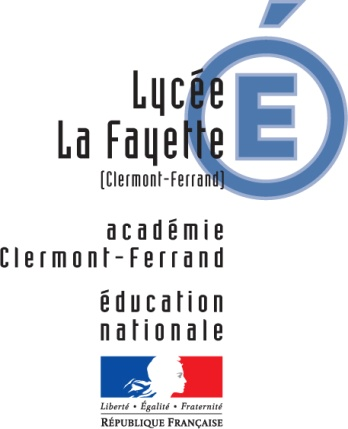 Lycée
La Fayette
(Clermont-Ferrand)
É
académie
Clermont-Ferrand
éducation
nationale
Liberté • Égalité • Fraternité
RÉPUBLIQUE FRANÇAISE